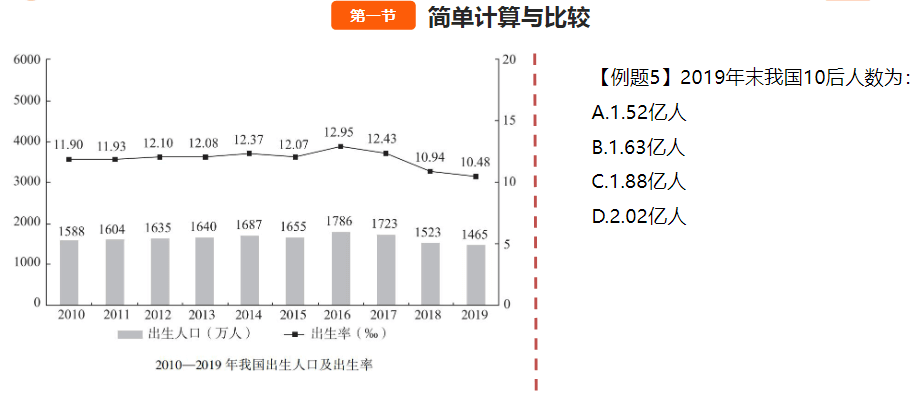 第一节 简单计算与比较
6000 20
5000
4000 15
3000
10
2000
5
1000
0 0
11.90 11.93 12.10 12.08 12.37 12.07 12.95 12.43 10.94 10.48
1588 1604 1635 1640 1687 1655 1786 1723 1523 1465
2010 2011 2012 2013 2014 2015 2016 2017 2018 2019
出生人口（万人） 出生率（‰）
2010—2019 年我国出生人口及出生率
【例题5】2019年末我国10后人数为：
A.1.52亿人
B.1.63亿人
C.1.88亿人
D.2.02亿人